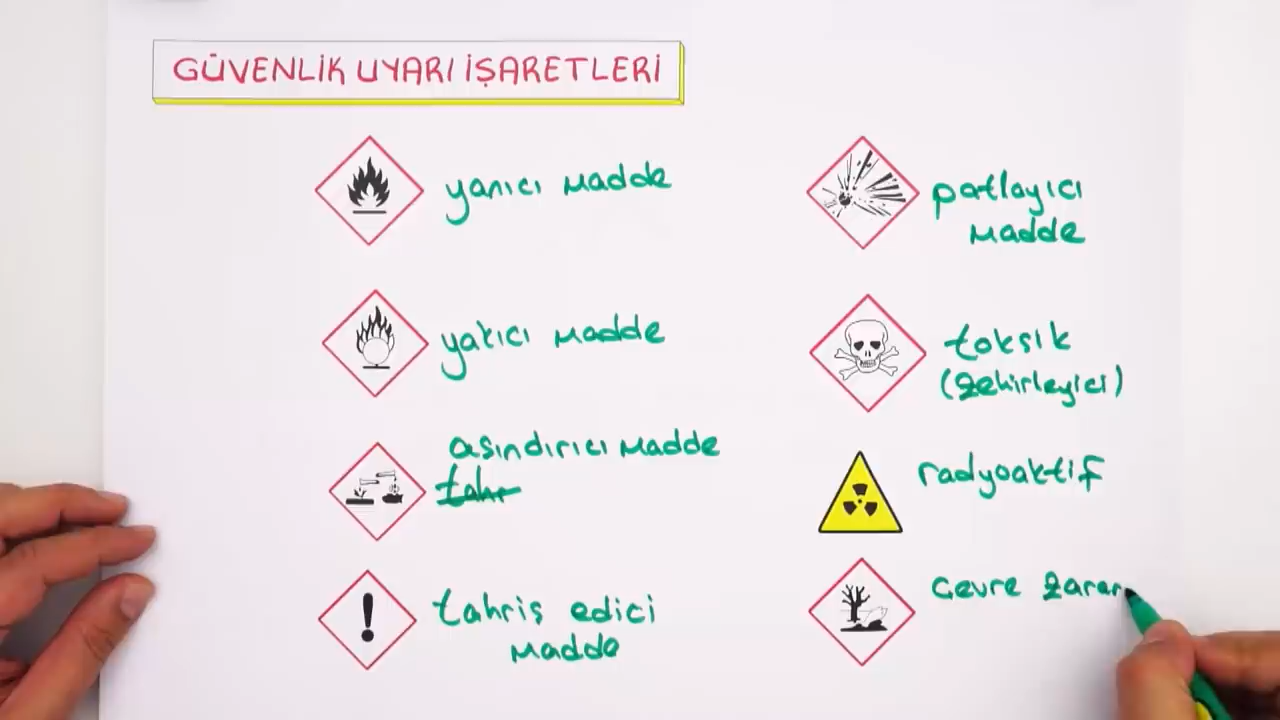 GÜVENLİK UYARI İŞARETLERİ
yanıcı madde
patlayıcı
madde
yakıcı madde
toksik
(zehirleyici)
aşındırıcı madde
tahr
radyoaktif
tahriş edici
madde
Çevre zarar